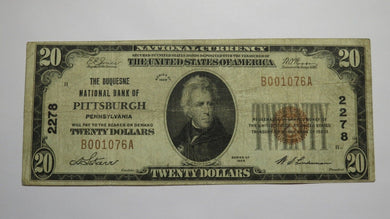 NATIONAL CURRENCY
20
THE UNITED STATES OF AMERICA
20
THE DUQUESNE
B001076A
NATIONAL BANK OF
PITTSBURGH
TWENTY
PENNSYLVANIA
2278
2278
WILL PAY TO THE BEARER ON DEMAND
TWENTY DOLLARS
B001076A
SERIES OF
1929
20
TWENTY DOLLARS
20